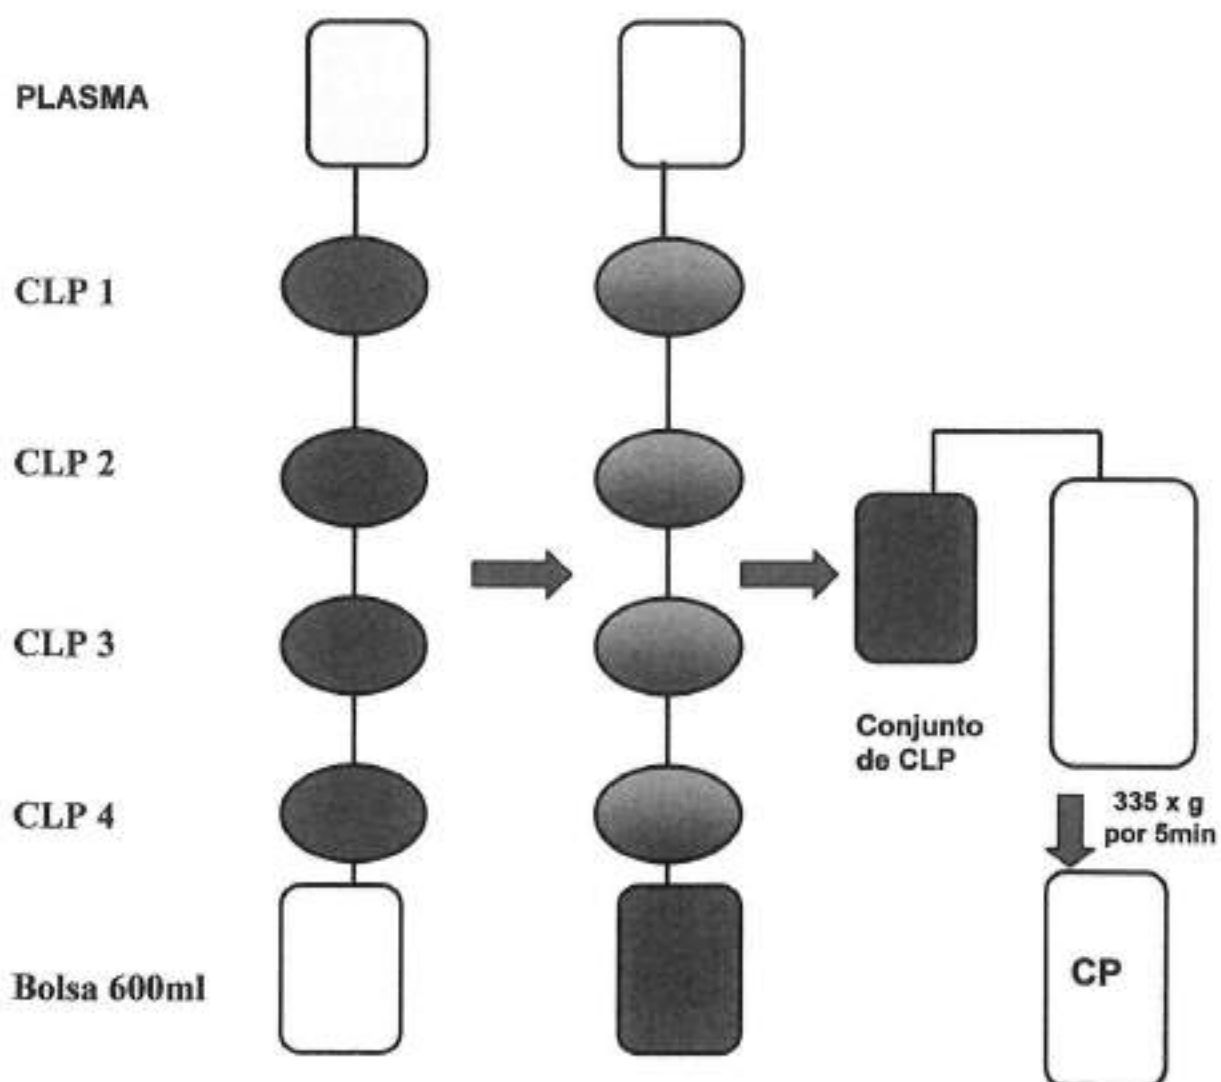 PLASMA
CLP 1
CLP 2
CLP 3
CLP 4
Bolsa 600ml
Conjunto
de CLP
335 x g
por 5min
CP